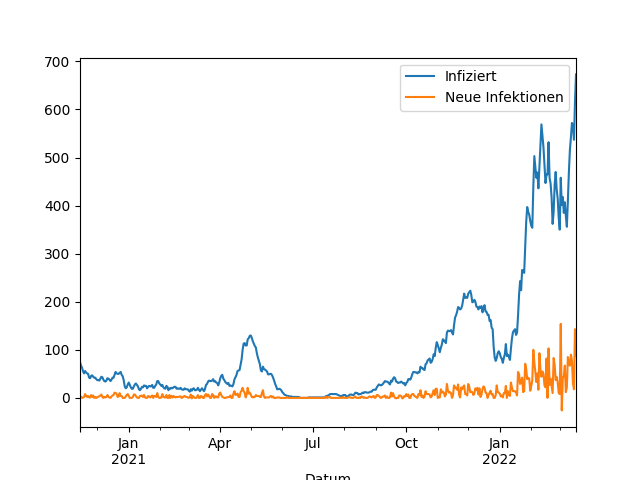 700
600
500
400
300
200
100
0
Infiziert
Neue Infektionen
Jan
2021
Apr
Jul
Oct
Jan
2022
Datum